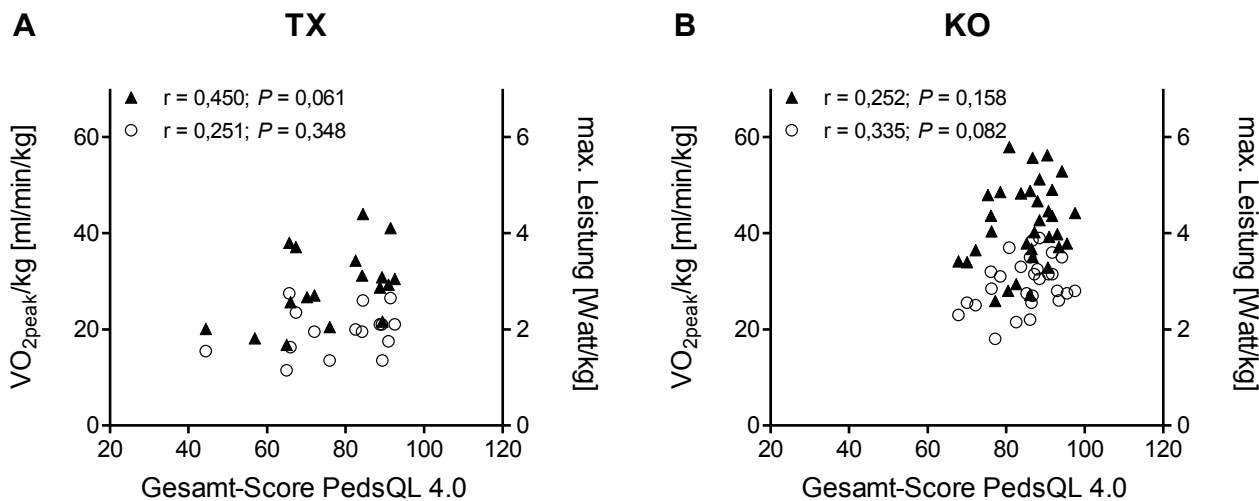 A
TX
▲ r = 0,450; P = 0,061
○ r = 0,251; P = 0,348
VO2peak/kg [ml/min/kg]
60
40
20
0
max. Leistung [Watt/kg]
6
4
2
0
20 40 60 80 100 120
Gesamt-Score PedsQL 4.0
B
KO
▲ r = 0,252; P = 0,158
○ r = 0,335; P = 0,082
VO2peak/kg [ml/min/kg]
60
40
20
0
max. Leistung [Watt/kg]
6
4
2
0
20 40 60 80 100 120
Gesamt-Score PedsQL 4.0